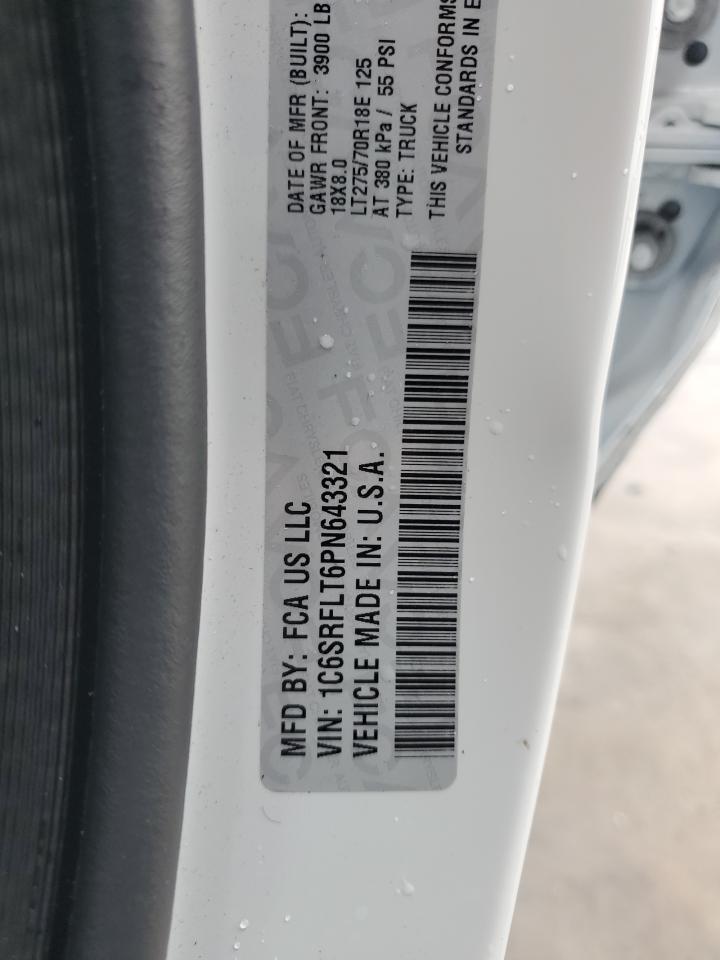 MFD BY: FCA US LLC
VIN: 1C6SRFLT6PN643321
VEHICLE MADE IN: U.S.A.
DATE OF MFR (BUILT):
GAWR FRONT: 3900 LB
18X8.0
LT275/70R18E 125
AT 380 kPa / 55 PSI
TYPE: TRUCK
THIS VEHICLE CONFORMS
STANDARDS IN E